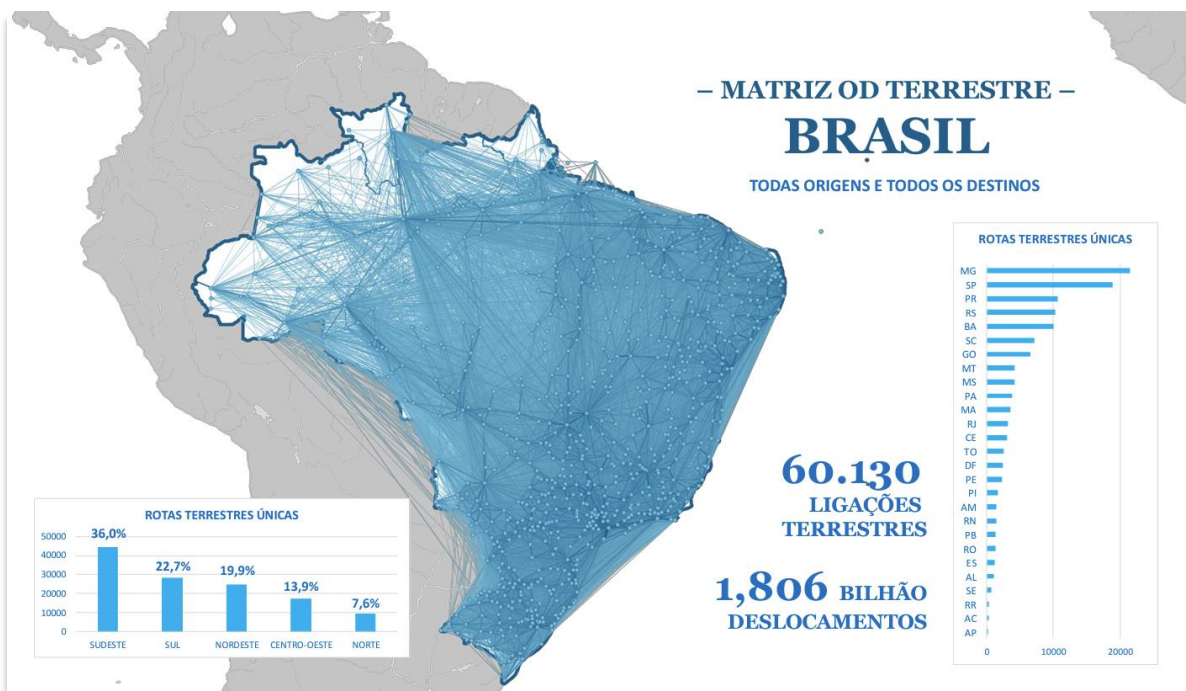 – MATRIZ OD TERRESTRE –
BRASIL
TODAS ORIGENS E TODOS OS DESTINOS
ROTAS TERRESTRES ÚNICAS
MG
SP
PR
RS
BA
SC
GO
MT
MS
PA
MA
RJ
CE
TO
DF
PE
PI
AM
RN
PB
RO
ES
AL
SE
RR
AC
AP
0 10000 20000
60.130
LIGAÇÕES
TERRESTRES
1,806 BILHÃO
DESLOCAMENTOS
ROTAS TERRESTRES ÚNICAS
36,0%
22,7%
19,9%
13,9%
7,6%
50000
40000
30000
20000
10000
0
SUDESTE SUL NORDESTE CENTRO-OESTE NORTE